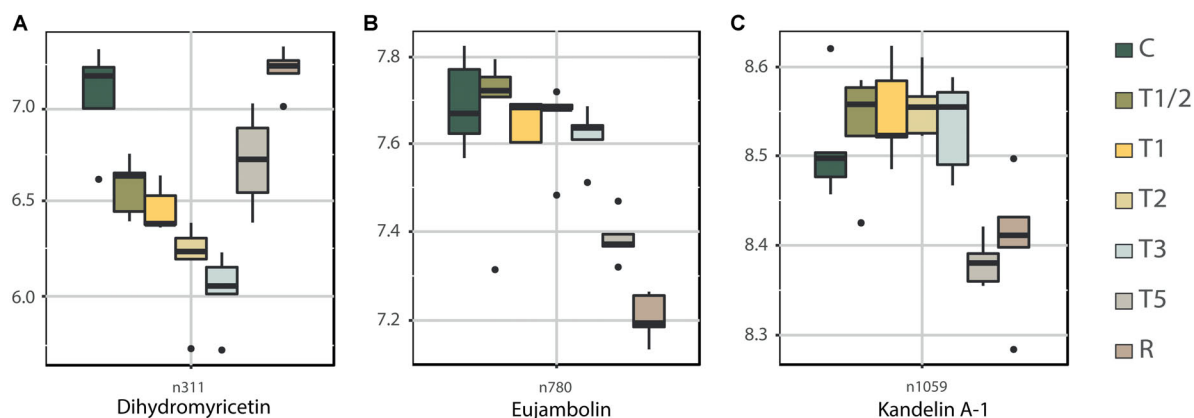 A
B
C
7.0
6.5
6.0
n311
Dihydromyricetin
7.8
7.6
7.4
7.2
n780
Eujambolin
8.6
8.5
8.4
8.3
n1059
Kandelin A-1
C
T1/2
T1
T2
T3
T5
R